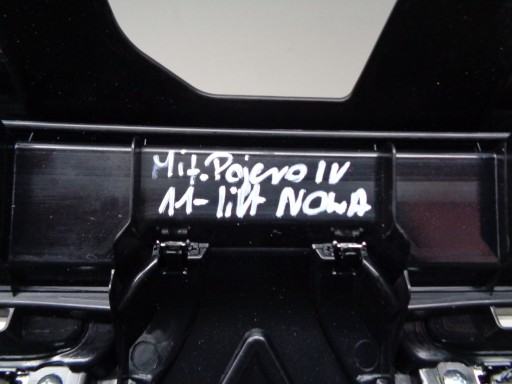 Mit. Pajero IV
11- lift NOWA